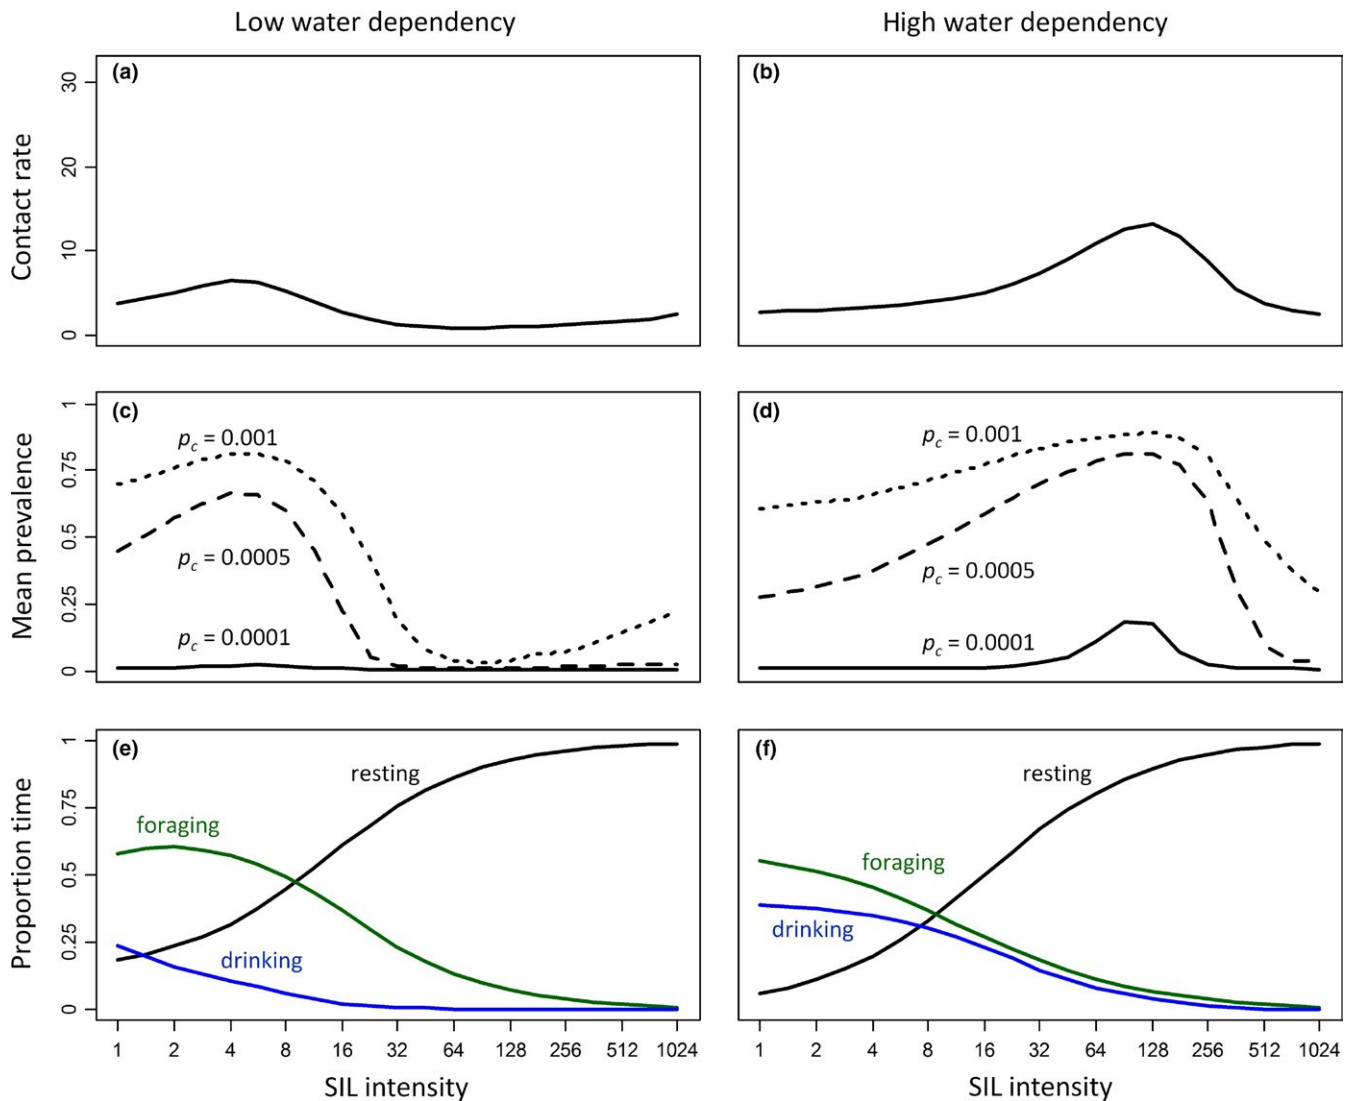 Low water dependency
High water dependency
Contact rate
30
20
10
0
(a)
(b)
Mean prevalence
1
0.75
0.5
0.25
0
(c)
p_c = 0.001
p_c = 0.0005
p_c = 0.0001
(d)
p_c = 0.001
p_c = 0.0005
p_c = 0.0001
Proportion time
1
0.75
0.5
0.25
0
(e)
resting
foraging
drinking
(f)
resting
foraging
drinking
1 2 4 8 16 32 64 128 256 512 1024
1 2 4 8 16 32 64 128 256 512 1024
SIL intensity
SIL intensity